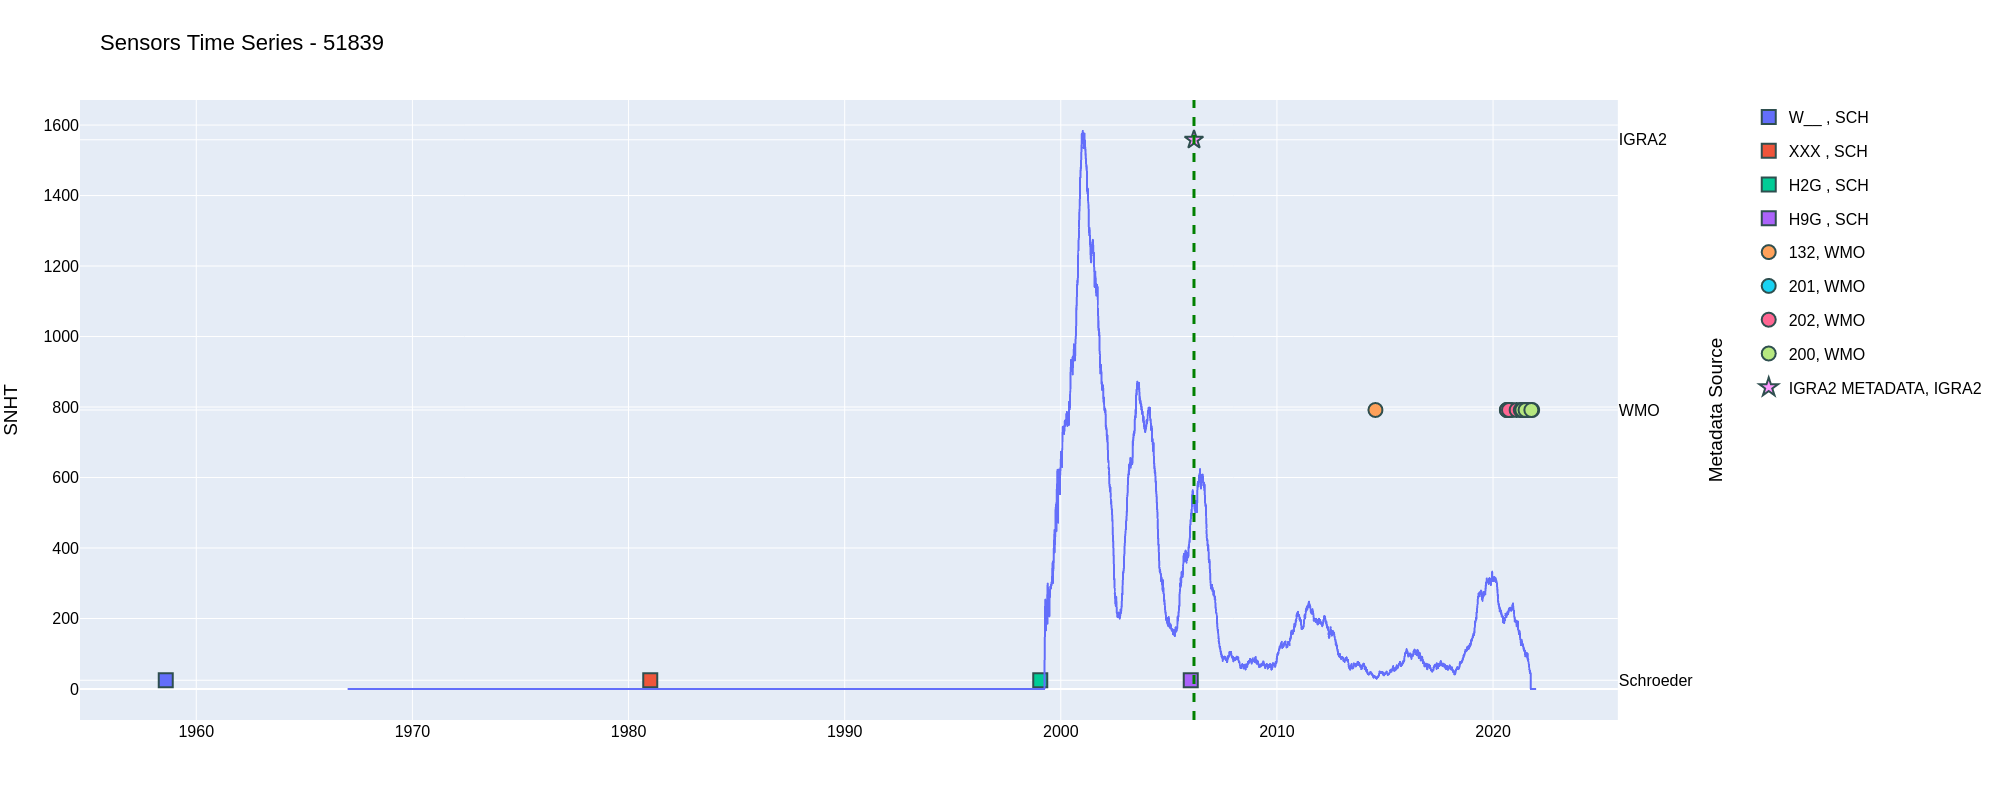 Sensors Time Series - 51839
SNHT
1600
1400
1200
1000
800
600
400
200
0
1960
1970
1980
1990
2000
2010
2020
IGRA2
WMO
Schroeder
Metadata Source
W__ , SCH
XXX , SCH
H2G , SCH
H9G , SCH
132, WMO
201, WMO
202, WMO
200, WMO
IGRA2 METADATA, IGRA2